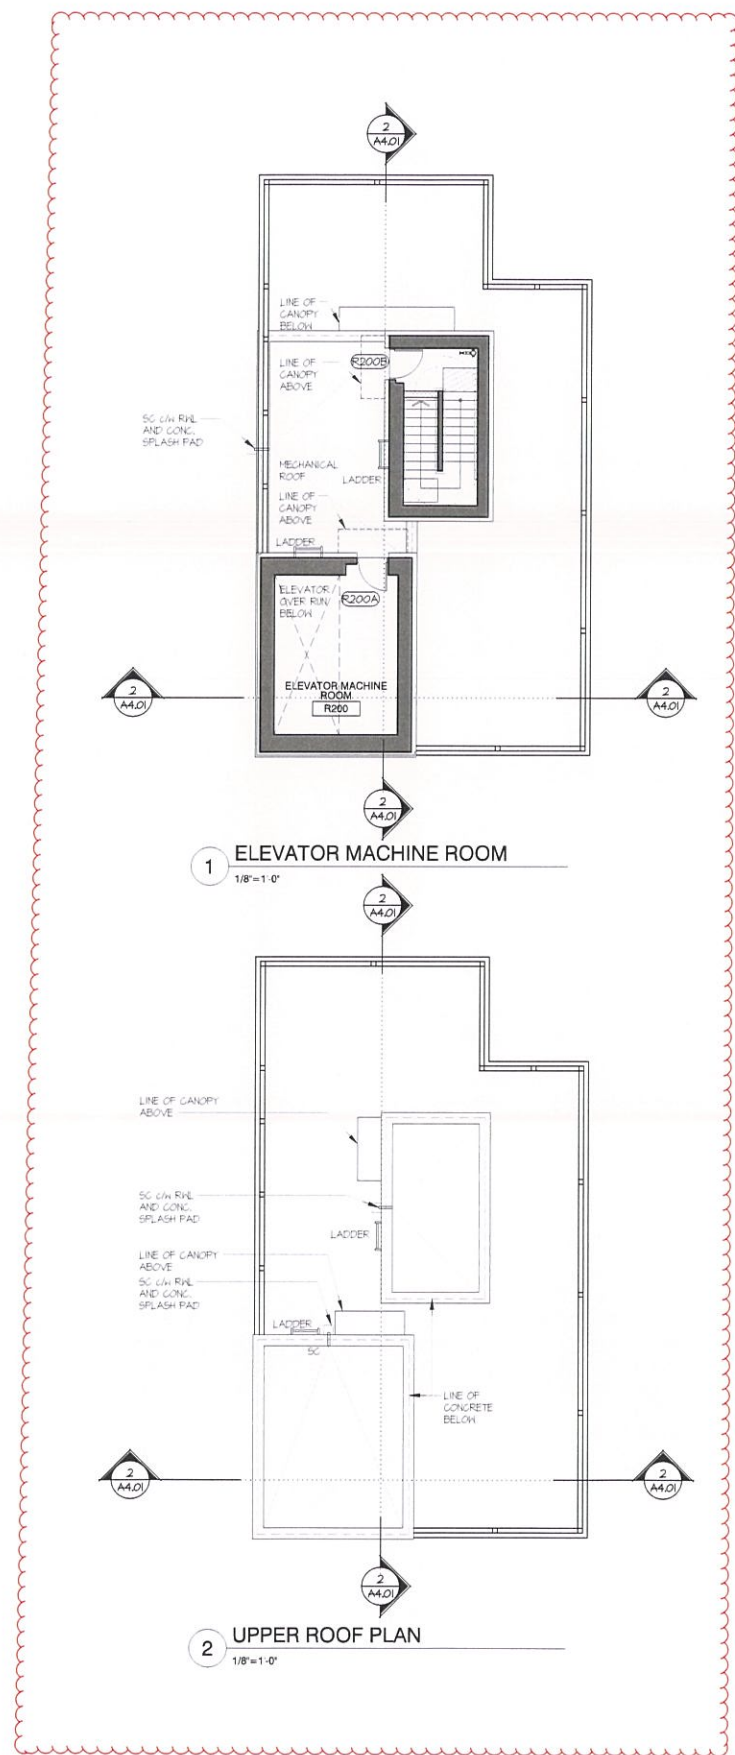 2
A4.01
LINE OF
CANOPY
BELOW
R200B
LINE OF
CANOPY
ABOVE
SC c/w RWL
AND CONC.
SPLASH PAD
MECHANICAL
ROOF
LADDER
LINE OF
CANOPY
ABOVE
LADDER
ELEVATOR
OVER RUN
BELOW
R200A
ELEVATOR MACHINE
ROOM
R200
2
A4.01
2
A4.01
2
A4.01
1
ELEVATOR MACHINE ROOM
1/8"=1'-0"
2
A4.01
LINE OF CANOPY
ABOVE
SC c/w RWL
AND CONC.
SPLASH PAD
LADDER
LINE OF CANOPY
ABOVE
SC c/w RWL
AND CONC.
SPLASH PAD
LADDER
SC
LINE OF
CONCRETE
BELOW
2
A4.01
2
A4.01
2
A4.01
2
UPPER ROOF PLAN
1/8"=1'-0"